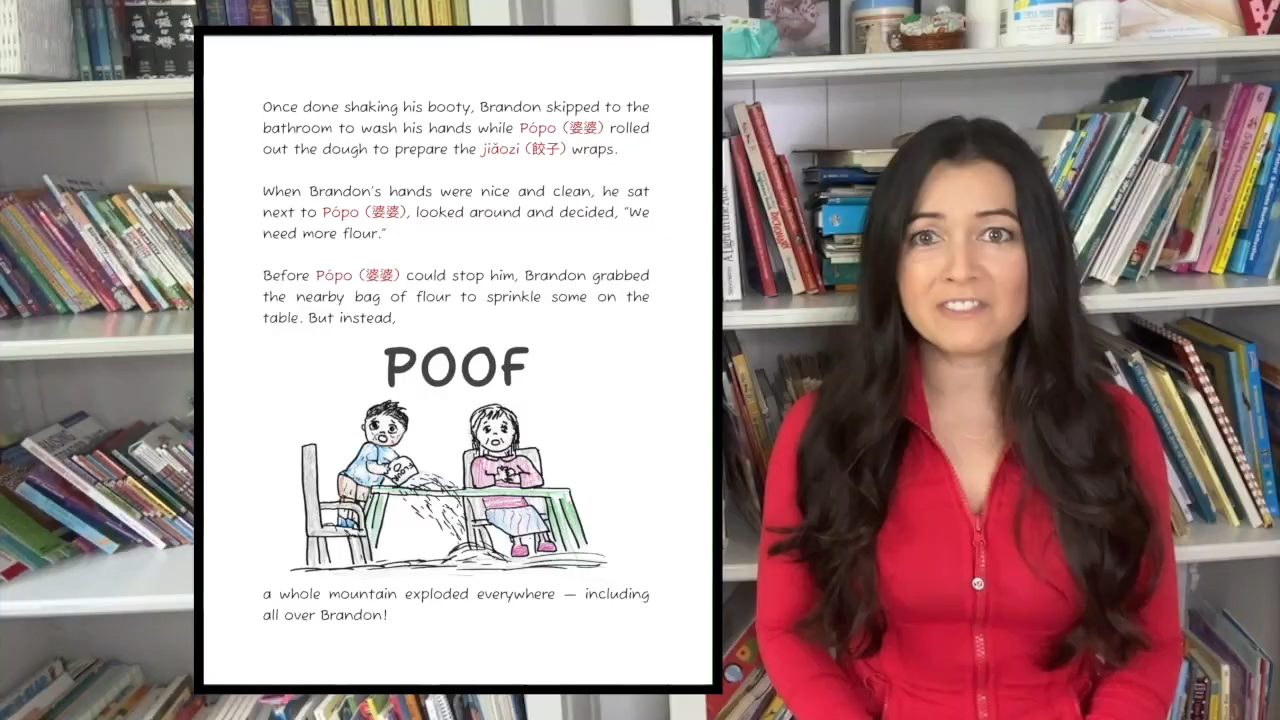 Once done shaking his booty, Brandon skipped to the
bathroom to wash his hands while Pópo (婆婆) rolled
out the dough to prepare the jiǎozi (餃子) wraps.
When Brandon's hands were nice and clean, he sat
next to Pópo (婆婆), looked around and decided, "We
need more flour."
Before Pópo (婆婆) could stop him, Brandon grabbed
the nearby bag of flour to sprinkle some on the
table. But instead,
POOF
a whole mountain exploded everywhere — including
all over Brandon!